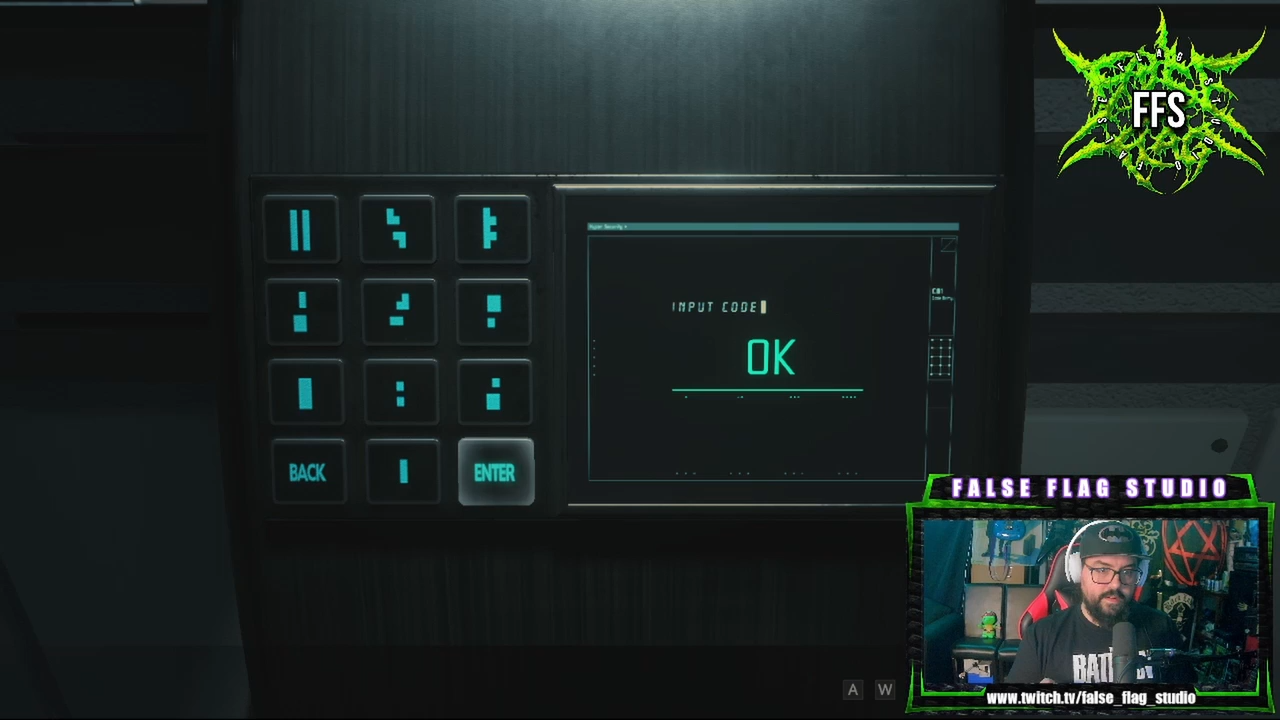 FFS
INPUT CODE
OK
BACK
ENTER
A W
FALSE FLAG STUDIO
www.twitch.tv/false_flag_studio